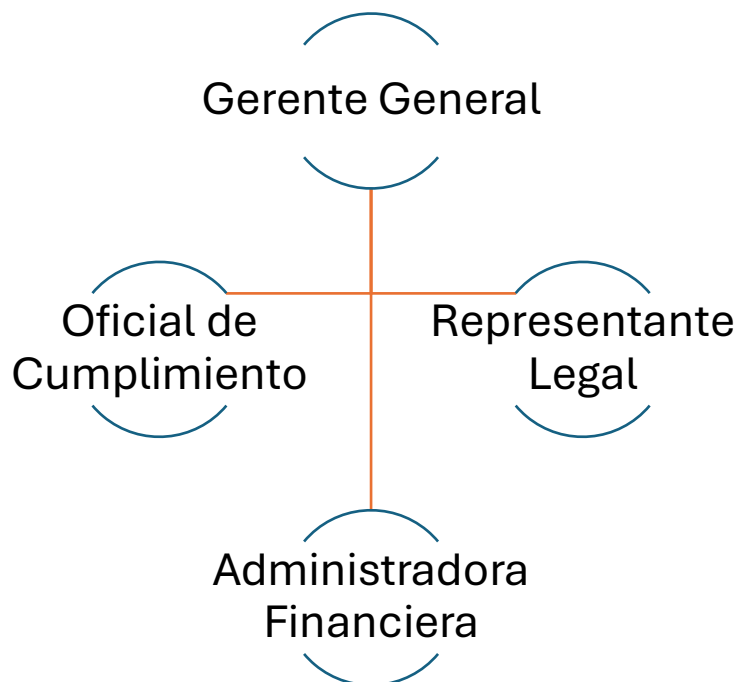 Gerente General
Oficial de
Cumplimiento
Representante
Legal
Administradora
Financiera